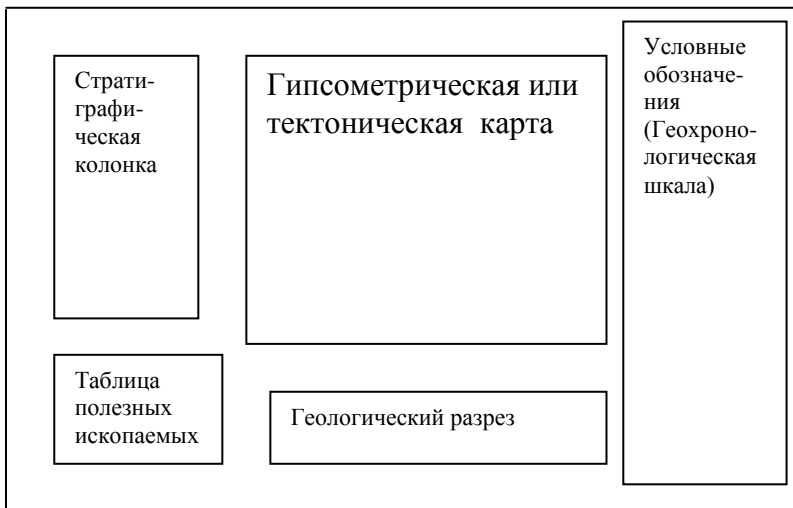 Страти-
графи-
ческая
колонка
Гипсометрическая или
тектоническая карта
Условные
обозначе-
ния
(Геохроно-
логическая
шкала)
Таблица
полезных
ископаемых
Геологический разрез